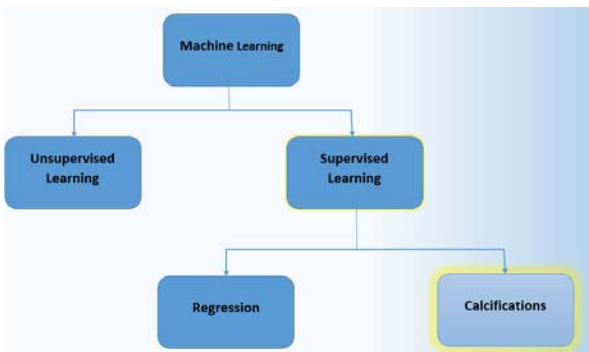 Machine Learning
Unsupervised
Learning
Supervised
Learning
Regression
Calcifications